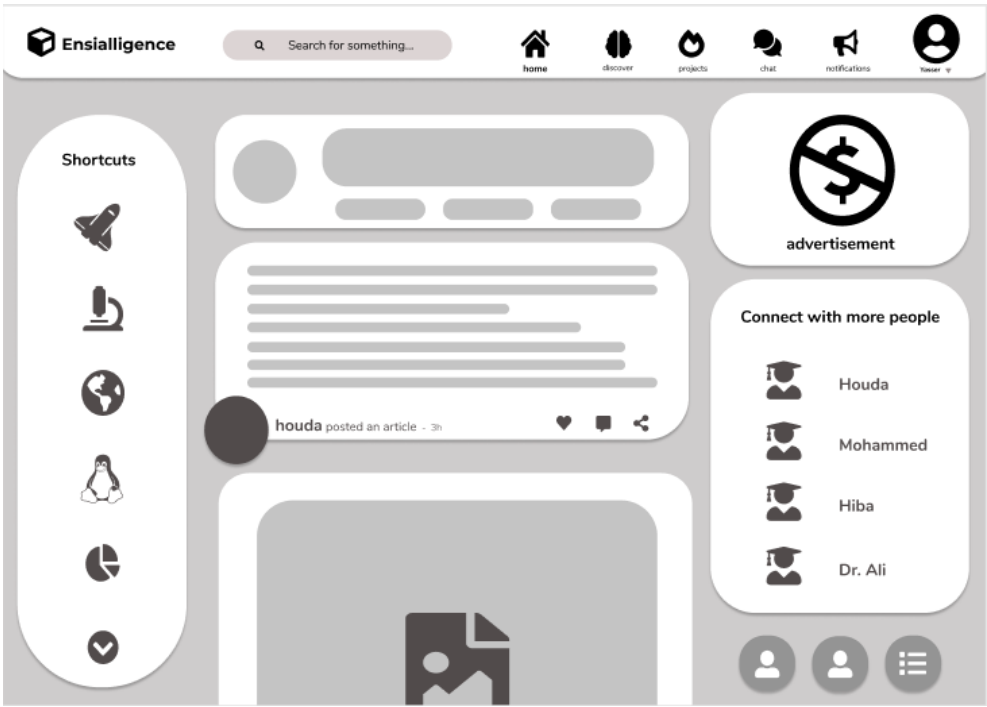 Ensialligence
Search for something...
home
discover
projects
chat
notifications
Yasser
Shortcuts
advertisement
houda posted an article - 3h
Connect with more people
Houda
Mohammed
Hiba
Dr. Ali